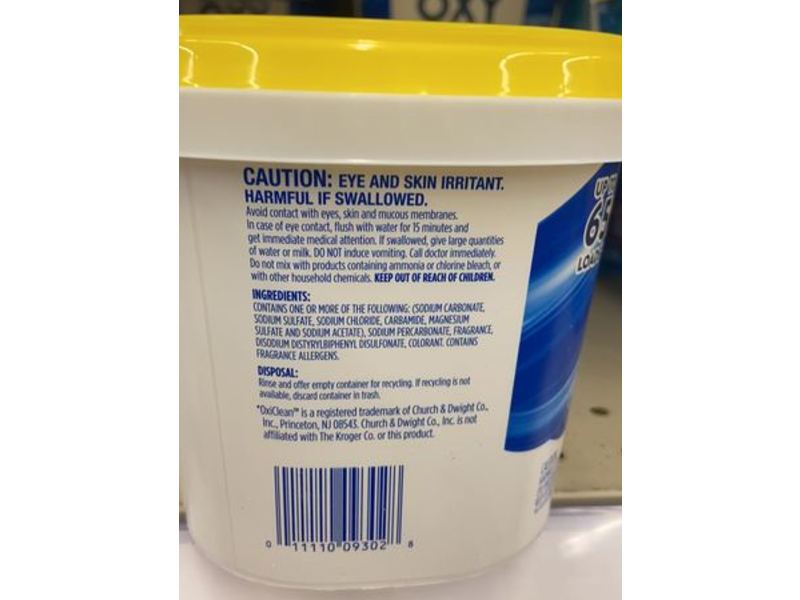 OXY
CAUTION: EYE AND SKIN IRRITANT.
HARMFUL IF SWALLOWED.
Avoid contact with eyes, skin and mucous membranes.
In case of eye contact, flush with water for 15 minutes and
get immediate medical attention. If swallowed, give large quantities
of water or milk. DO NOT induce vomiting. Call doctor immediately.
Do not mix with products containing ammonia or chlorine bleach, or
with other household chemicals. KEEP OUT OF REACH OF CHILDREN.
INGREDIENTS:
CONTAINS ONE OR MORE OF THE FOLLOWING: (SODIUM CARBONATE,
SODIUM SULFATE, SODIUM CHLORIDE, CARBAMIDE, MAGNESIUM
SULFATE AND SODIUM ACETATE), SODIUM PERCARBONATE, FRAGRANCE,
DISODIUM DISTYRYLBIPHENYL DISULFONATE, COLORANT. CONTAINS
FRAGRANCE ALLERGENS.
DISPOSAL:
Rinse and offer empty container for recycling. If recycling is not
available, discard container in trash.
*OxiClean™ is a registered trademark of Church & Dwight Co.,
Inc., Princeton, NJ 08543. Church & Dwight Co., Inc. is not
affiliated with The Kroger Co. or this product.
0 11110 09302 8
UP TO
65